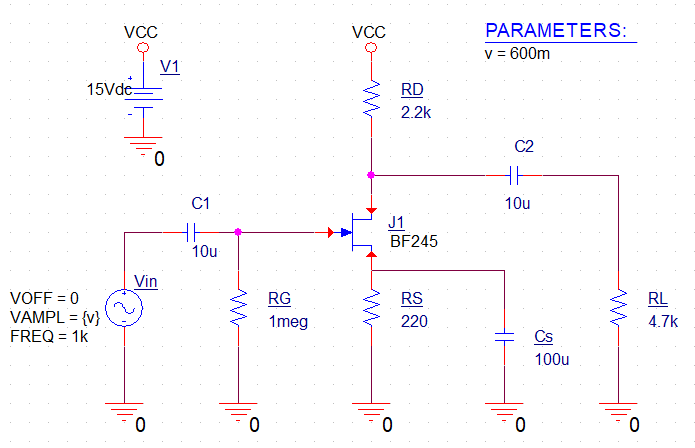 VCC
VCC
PARAMETERS:
v = 600m
V1
15Vdc
RD
2.2k
0
C2
10u
C1
10u
J1
BF245
Vin
VOFF = 0
VAMPL = {v}
FREQ = 1k
RG
1meg
RS
220
Cs
100u
RL
4.7k
0
0
0
0
0